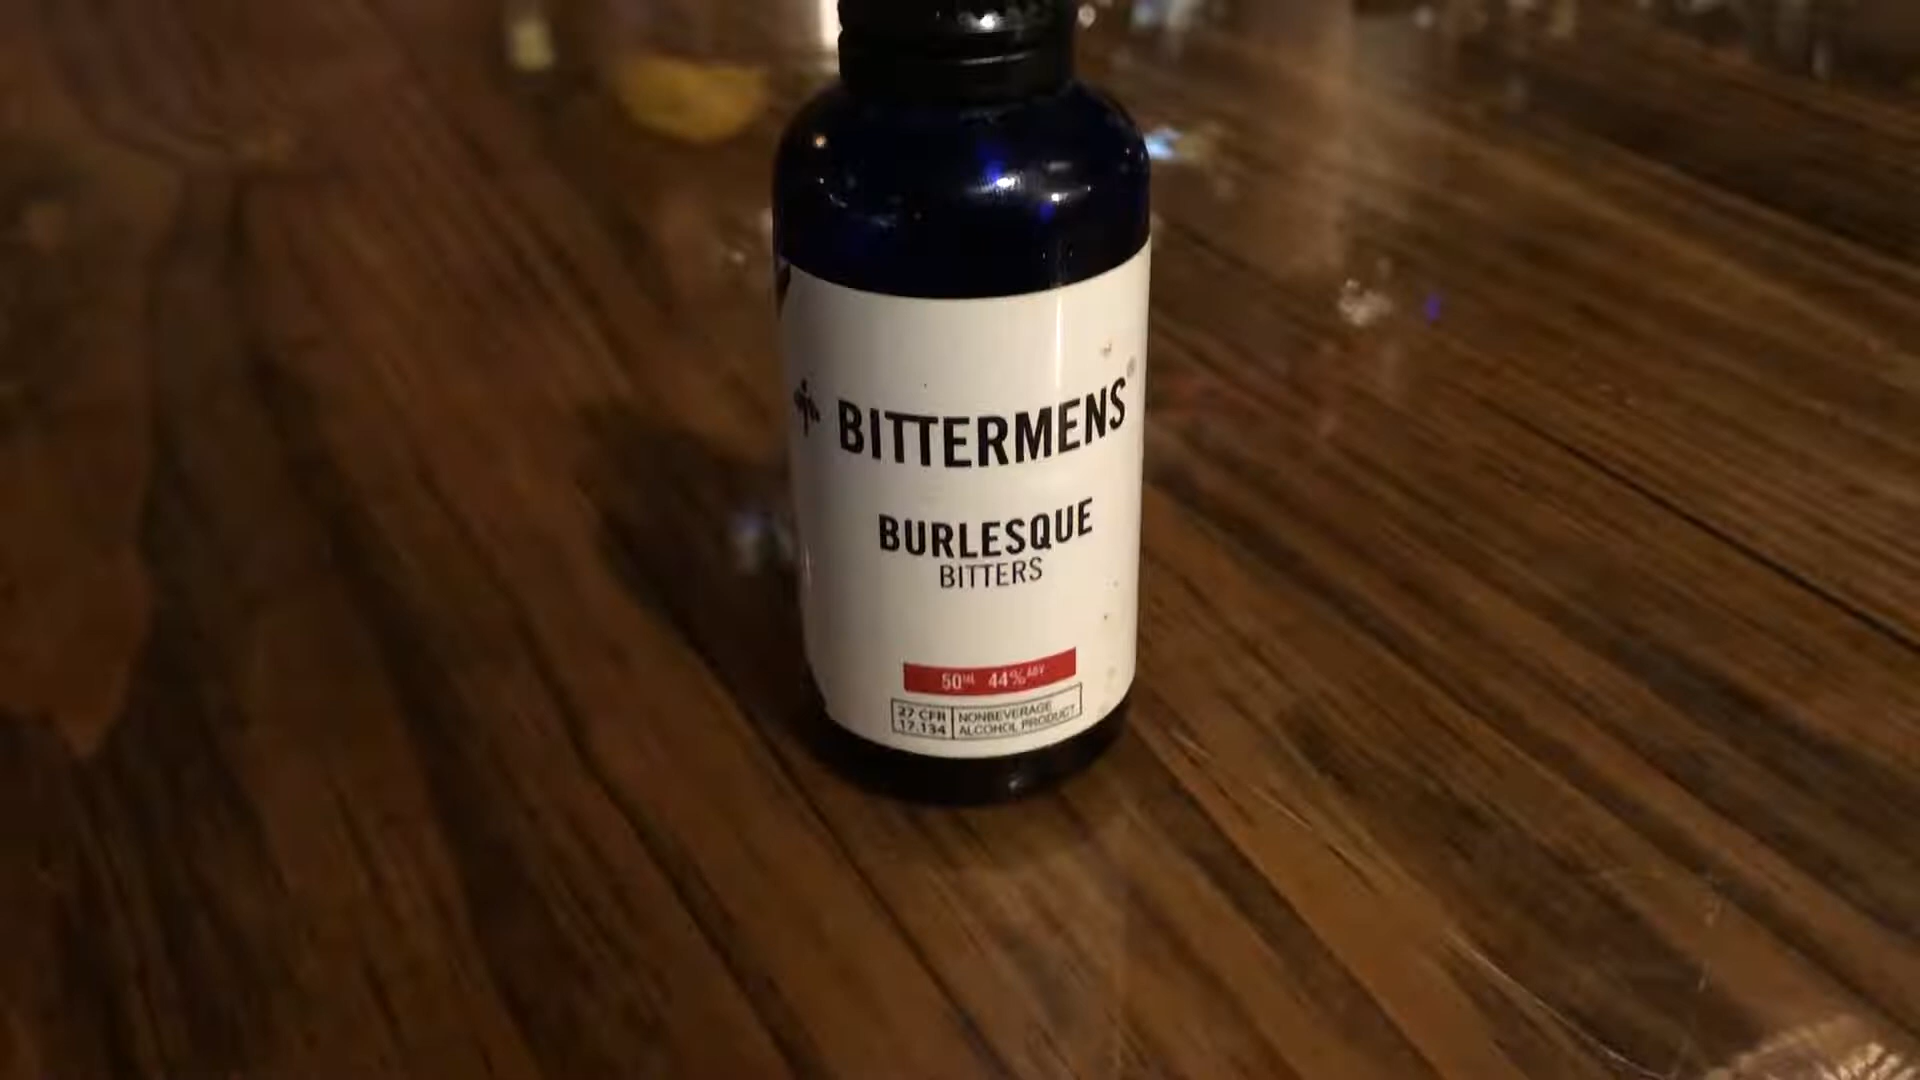 BITTERMENS®
BURLESQUE
BITTERS
50ML 44%ABV
27 CFR
17.134
NONBEVERAGE
ALCOHOL PRODUCT